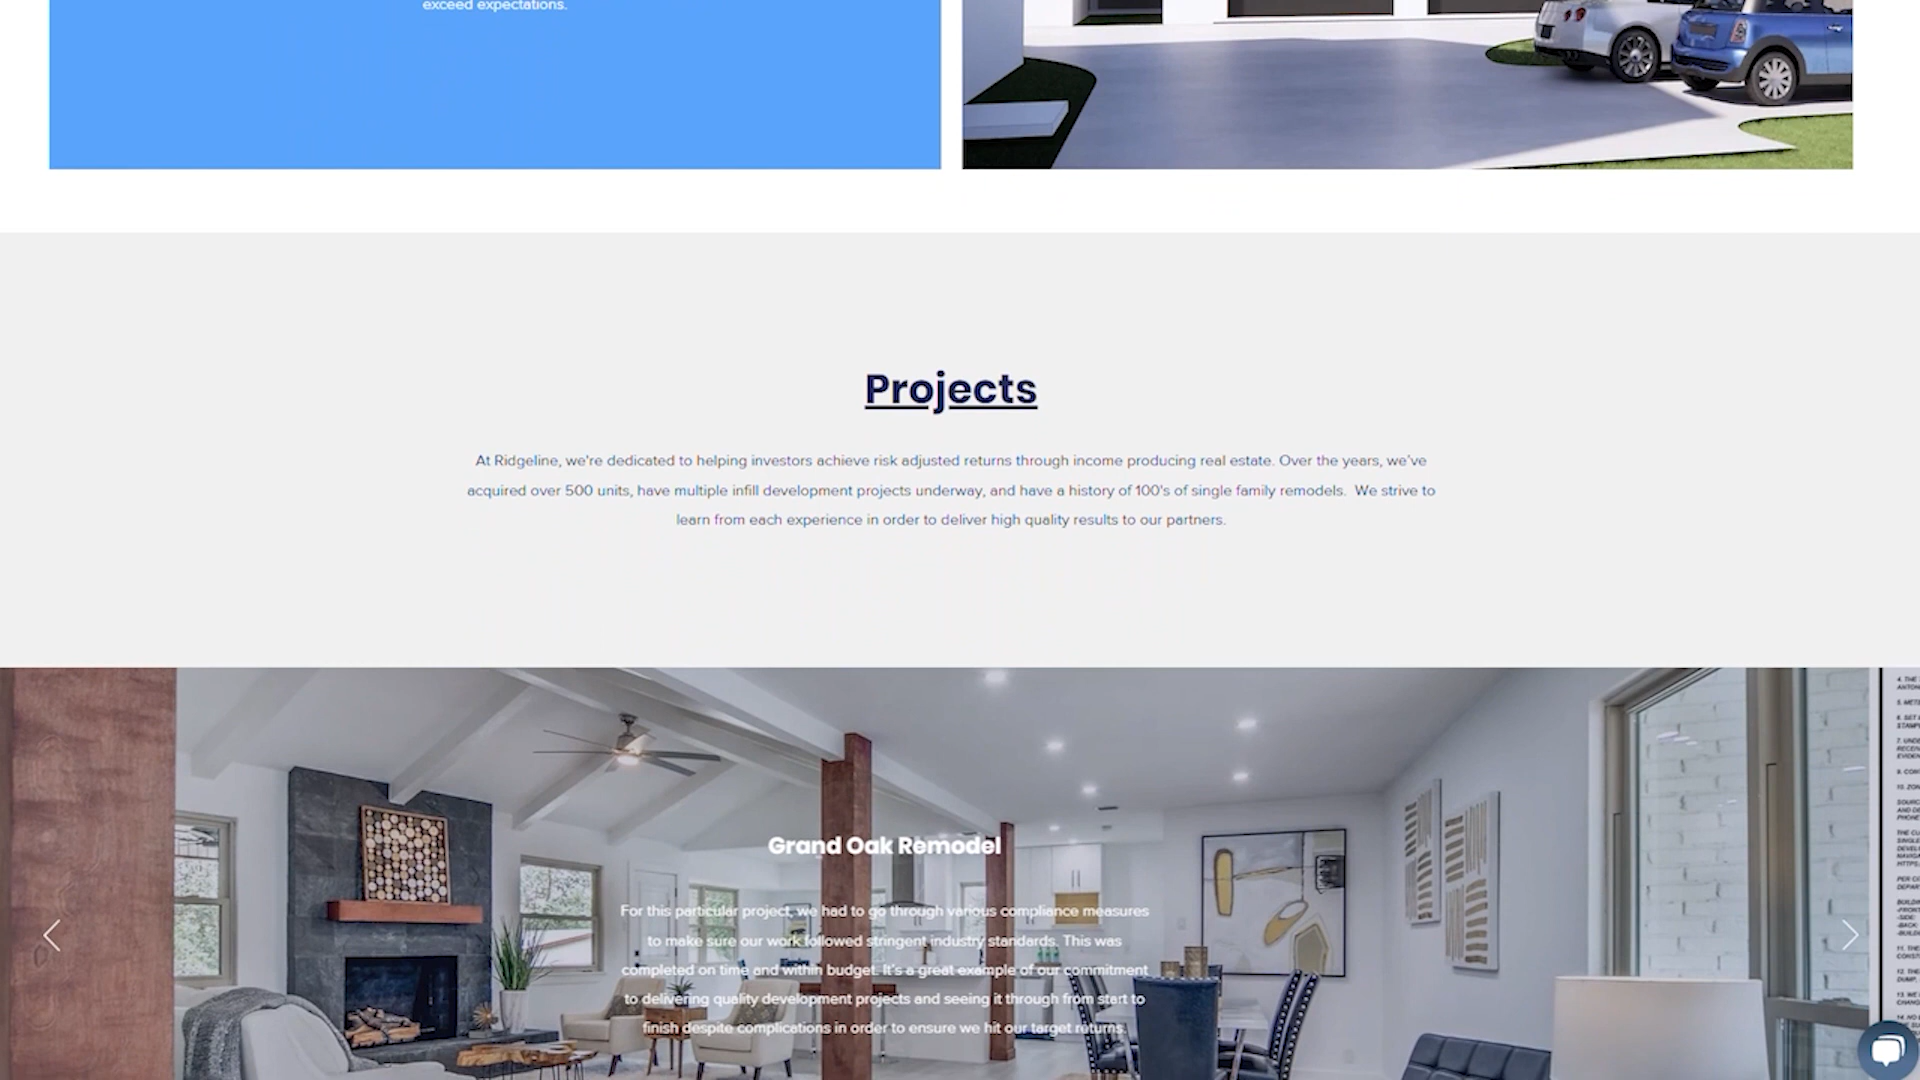 exceed expectations.
Projects
At Ridgeline, we're dedicated to helping investors achieve risk adjusted returns through income producing real estate. Over the years, we've
acquired over 500 units, have multiple infill development projects underway, and have a history of 100's of single family remodels. We strive to
learn from each experience in order to deliver high quality results to our partners.
Grand Oak Remodel
For this particular project, we had to go through various compliance measures
to make sure our work followed stringent industry standards. This was
completed on time and within budget. It's a great example of our commitment
to delivering quality development projects and seeing it through from start to
finish despite complications in order to ensure we hit our target returns.